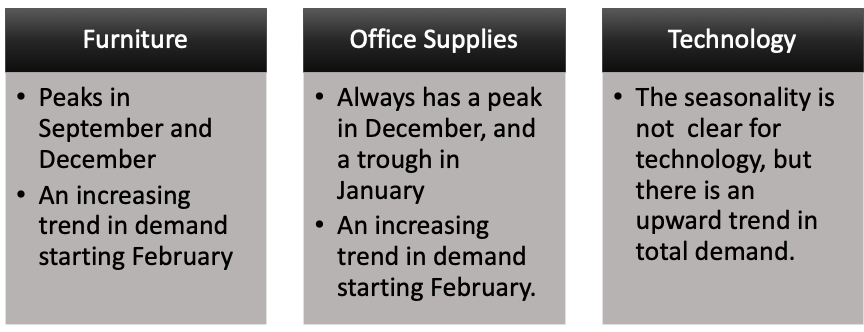 Furniture
• Peaks in
September and
December
• An increasing
trend in demand
starting February
Office Supplies
• Always has a peak
in December, and
a trough in
January
• An increasing
trend in demand
starting February.
Technology
• The seasonality is
not  clear for
technology, but
there is an
upward trend in
total demand.